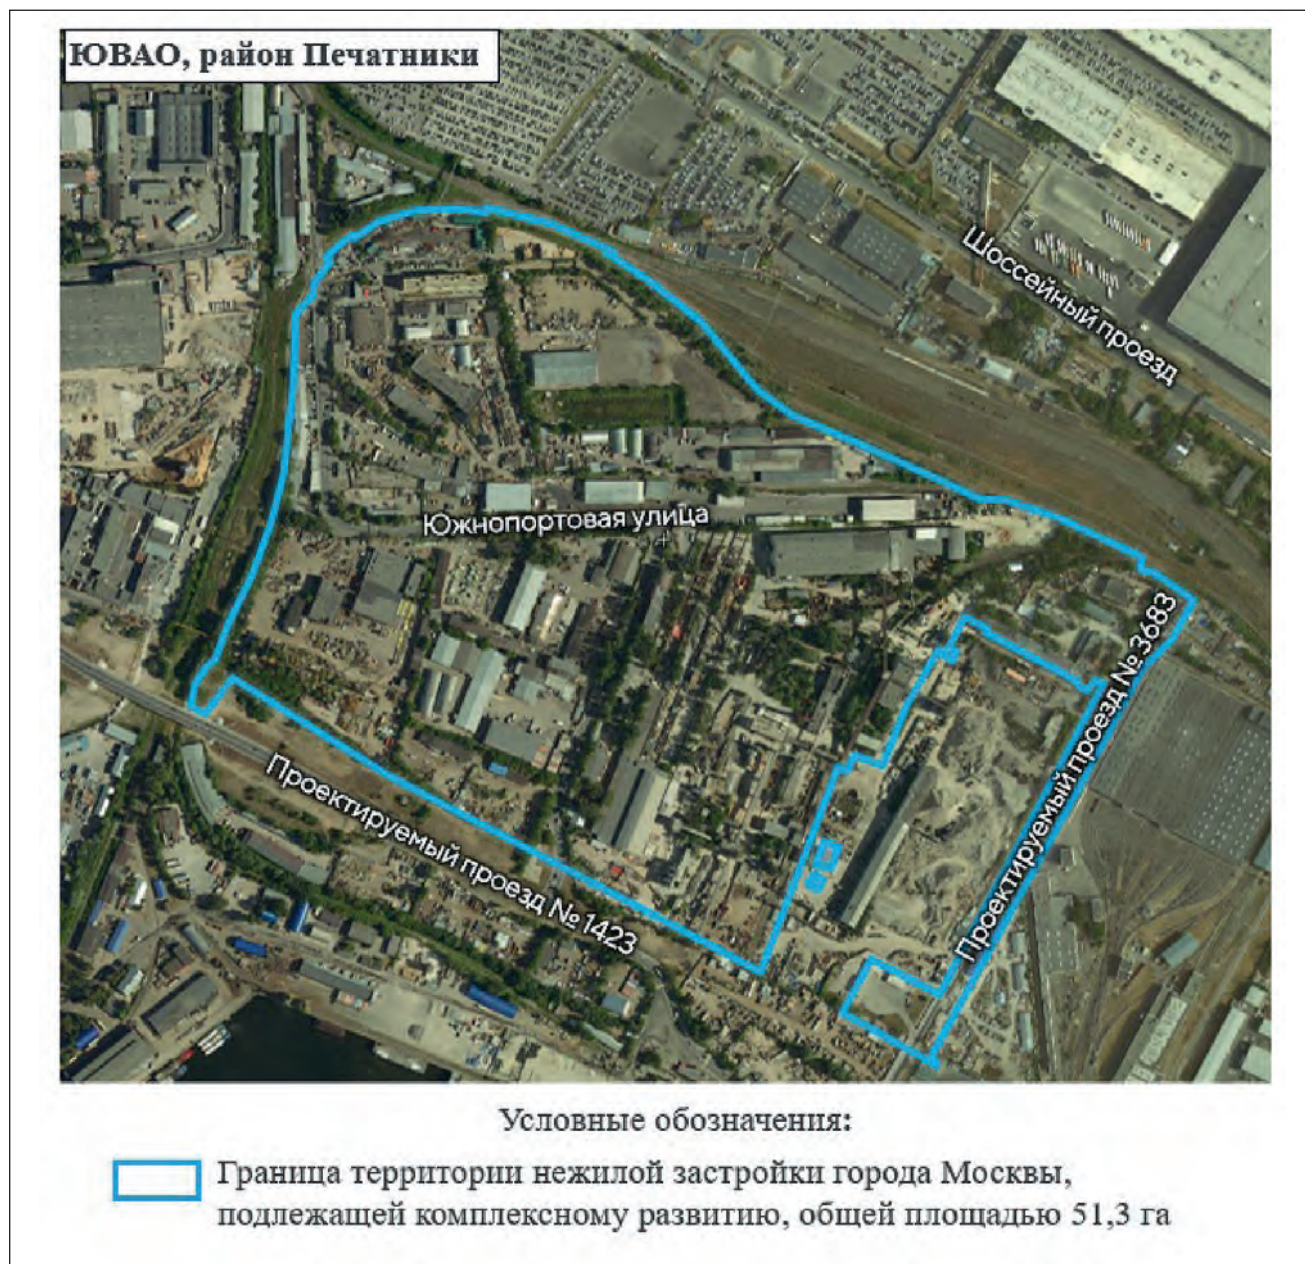 ЮВАО, район Печатники
Шоссейный проезд
Южнопортовая улица
Проектируемый проезд № 3683
Проектируемый проезд № 1423
Условные обозначения:
Граница территории нежилой застройки города Москвы,
подлежащей комплексному развитию, общей площадью 51,3 га